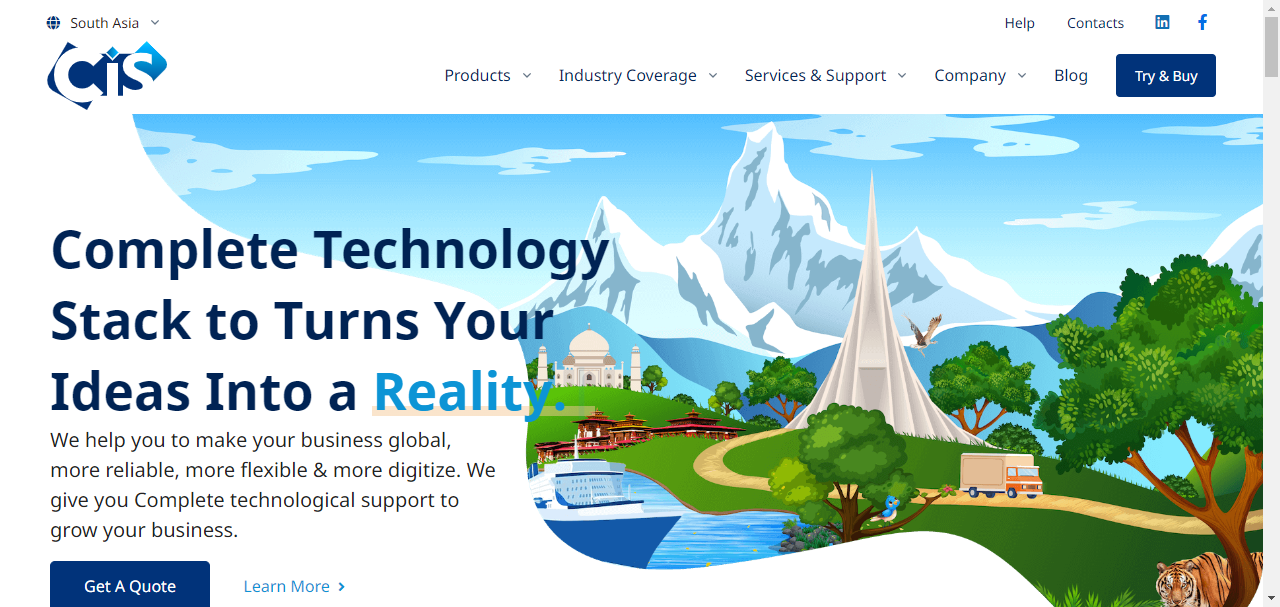 South Asia
Help
Contacts
CIS
Products
Industry Coverage
Services & Support
Company
Blog
Try & Buy
Complete Technology
Stack to Turns Your
Ideas Into a Reality.
We help you to make your business global,
more reliable, more flexible & more digitize. We
give you Complete technological support to
grow your business.
Get A Quote
Learn More